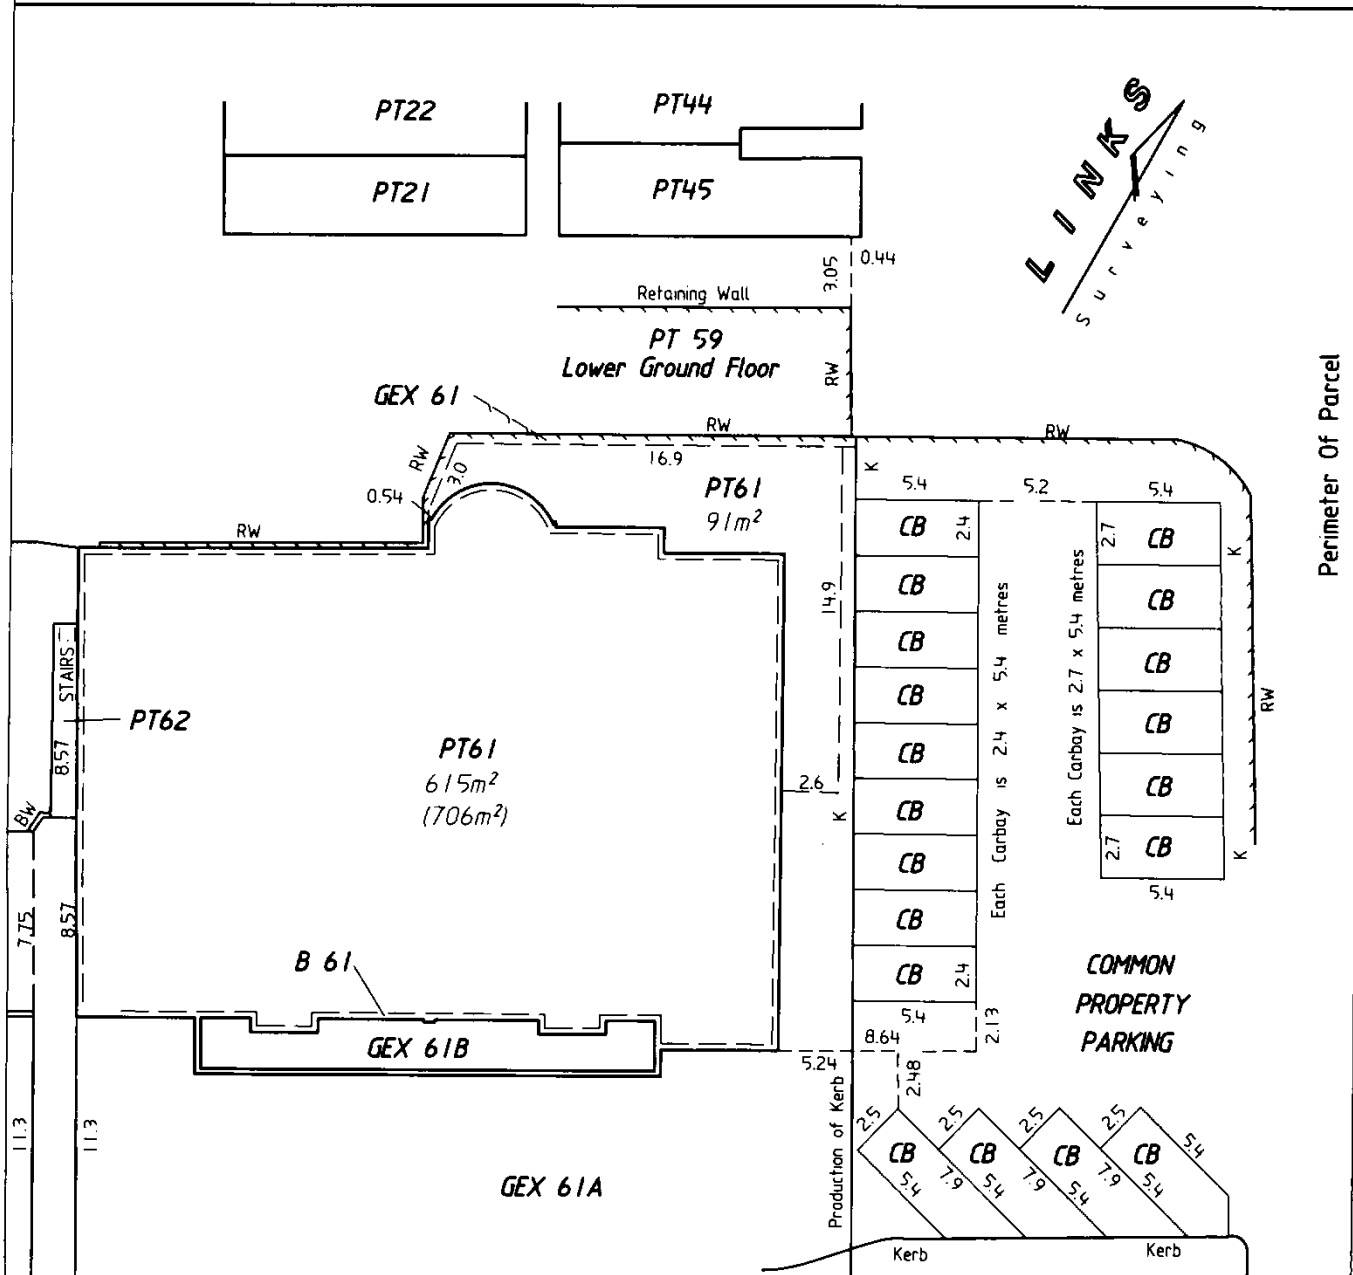 PT22
PT44
PT21
PT45
LINKS
Surveying
3.05
0.44
Retaining Wall
PT 59
Lower Ground Floor
RW
GEX 61
RW
RW
RW
3.0
16.9
K
0.54
PT61
91m²
5.4
5.2
5.4
Perimeter Of Parcel
RW
CB
2.4
2.7
CB
K
CB
CB
CB
CB
CB
CB
CB
CB
CB
CB
CB
CB
CB
2.4
2.7
5.4
K
RW
14.9
2.6
K
Each Carbay is 2.4 x 5.4 metres
Each Carbay is 2.7 x 5.4 metres
STAIRS
PT62
8.57
PT61
615m²
(706m²)
BW
7.75
8.57
B 61
GEX 61B
COMMON
PROPERTY
PARKING
5.4
8.64
2.13
5.24
2.48
Production of Kerb
11.3
11.3
GEX 61A
2.5
2.5
2.5
2.5
CB
CB
CB
CB
5.4
5.4
7.9
5.4
7.9
5.4
7.9
5.4
Kerb
Kerb